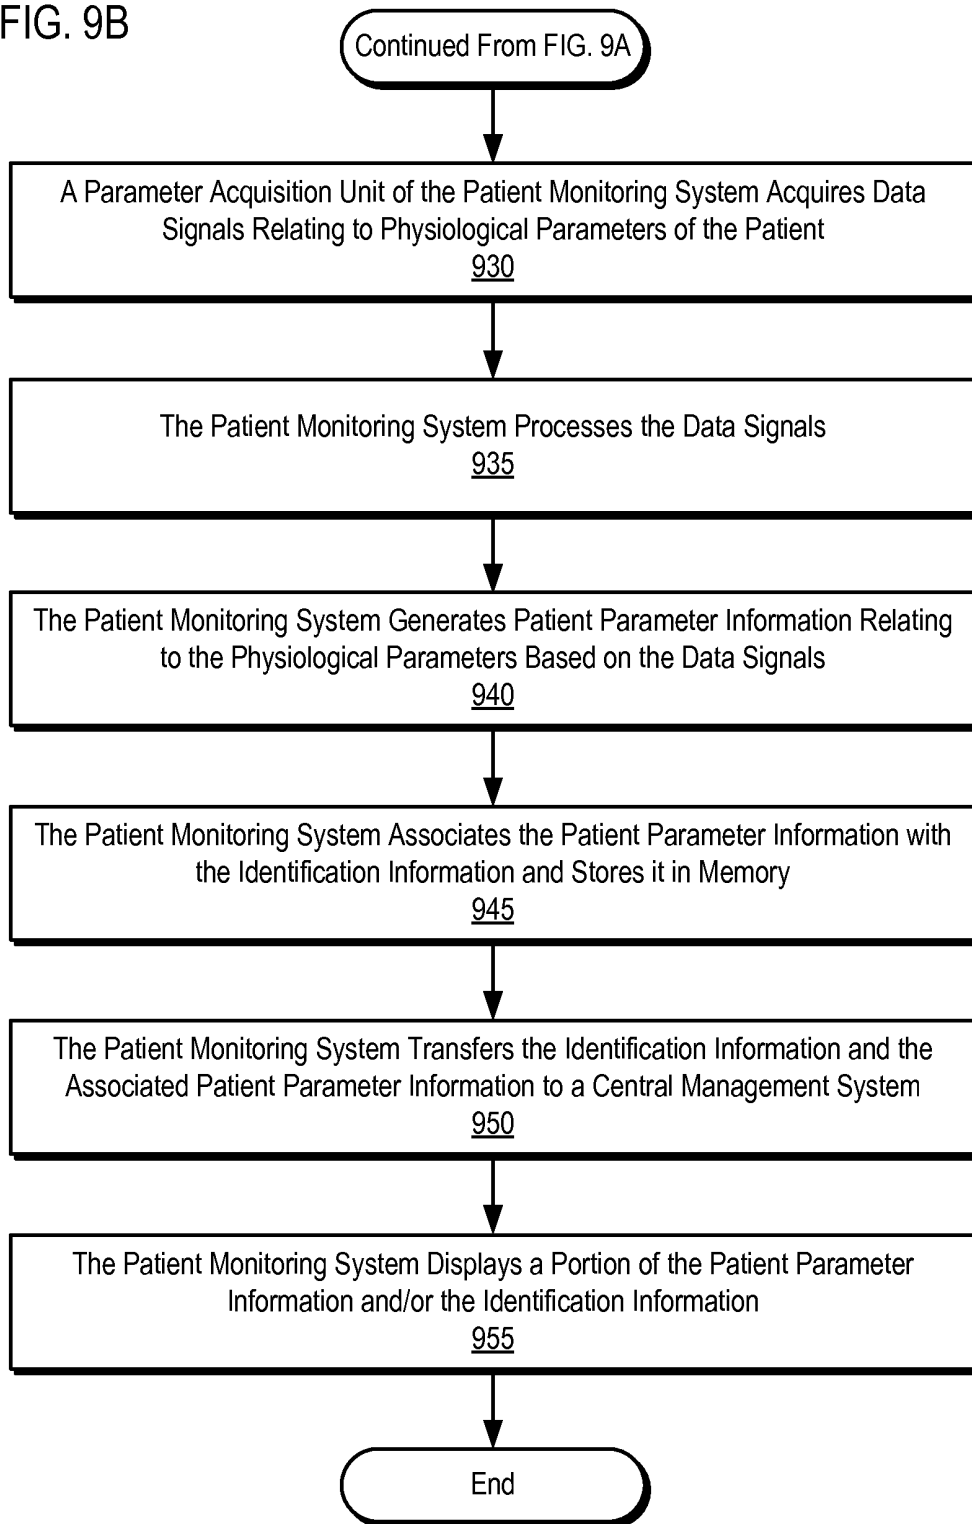 FIG. 9B
Continued From FIG. 9A
A Parameter Acquisition Unit of the Patient Monitoring System Acquires Data
Signals Relating to Physiological Parameters of the Patient
930
The Patient Monitoring System Processes the Data Signals
935
The Patient Monitoring System Generates Patient Parameter Information Relating
to the Physiological Parameters Based on the Data Signals
940
The Patient Monitoring System Associates the Patient Parameter Information with
the Identification Information and Stores it in Memory
945
The Patient Monitoring System Transfers the Identification Information and the
Associated Patient Parameter Information to a Central Management System
950
The Patient Monitoring System Displays a Portion of the Patient Parameter
Information and/or the Identification Information
955
End